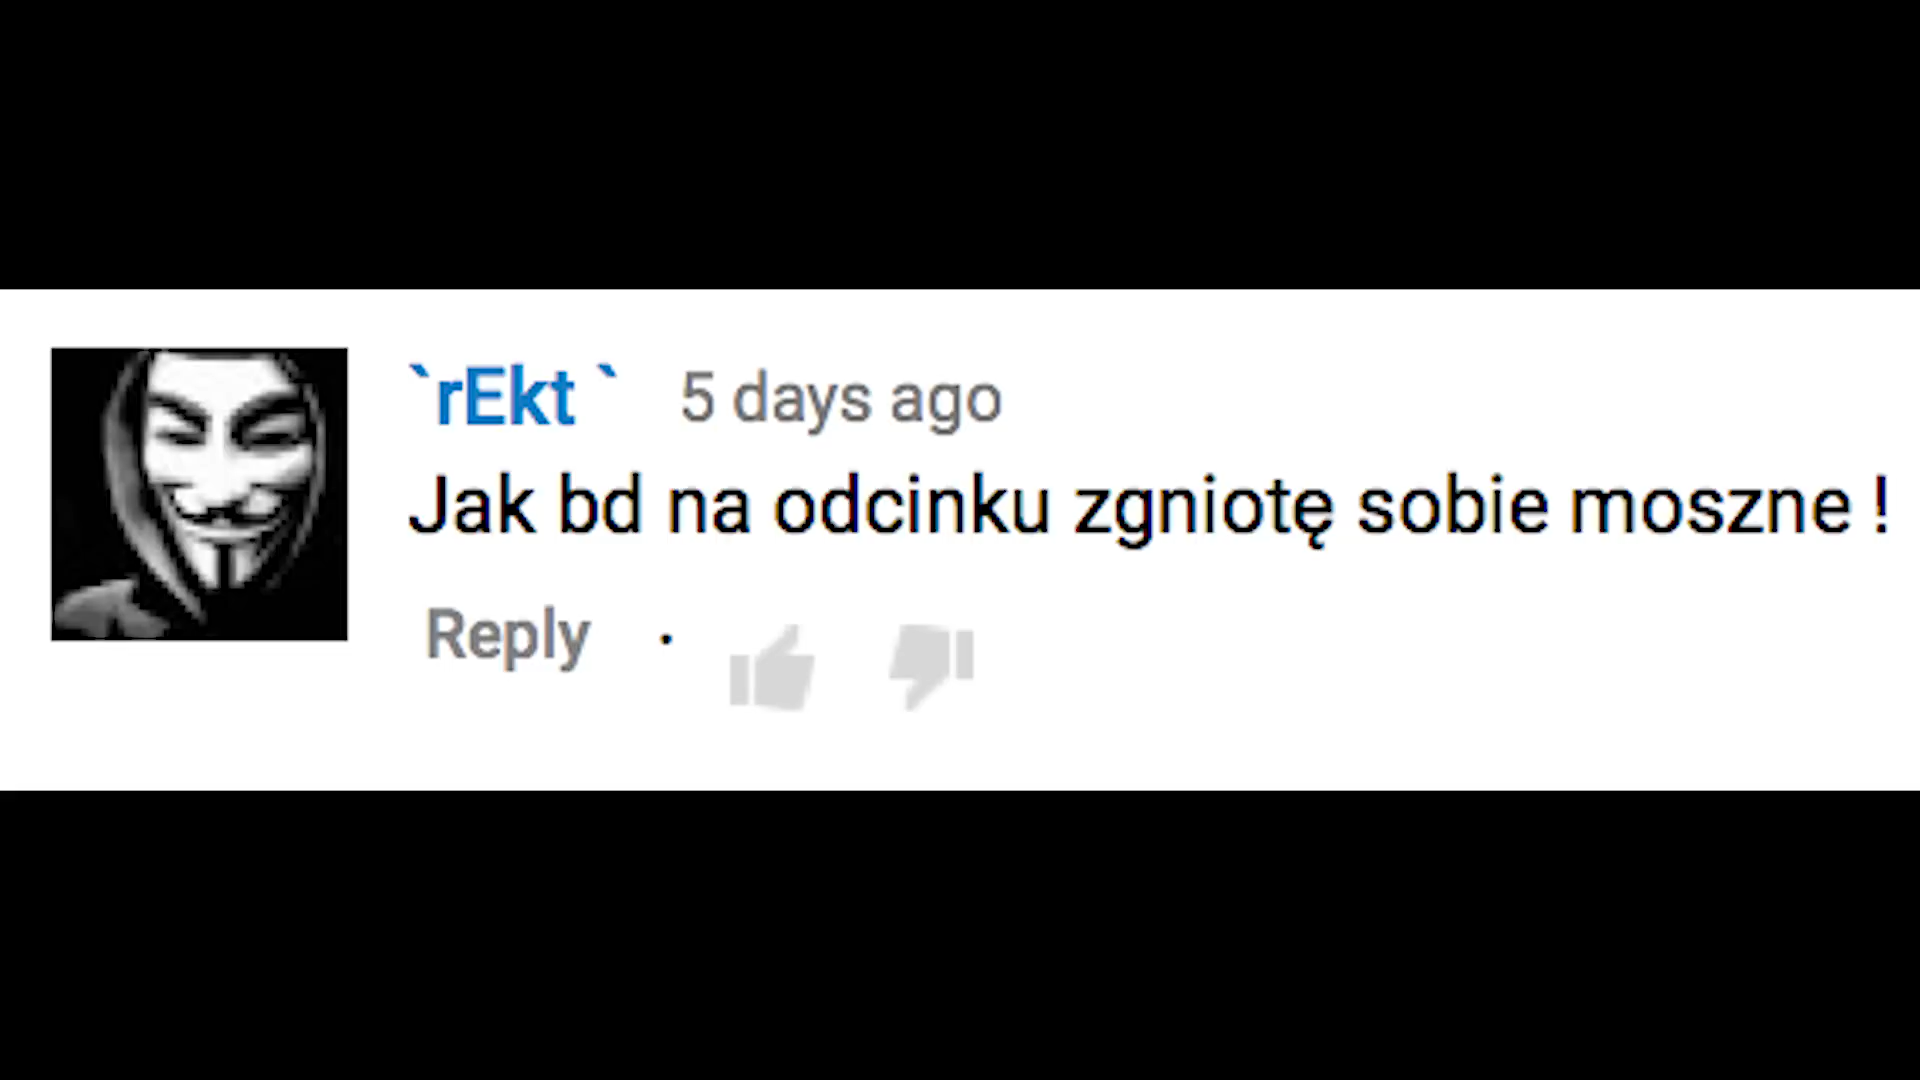 `rEkt ` 5 days ago
Jak bd na odcinku zgniotę sobie moszne !
Reply ·